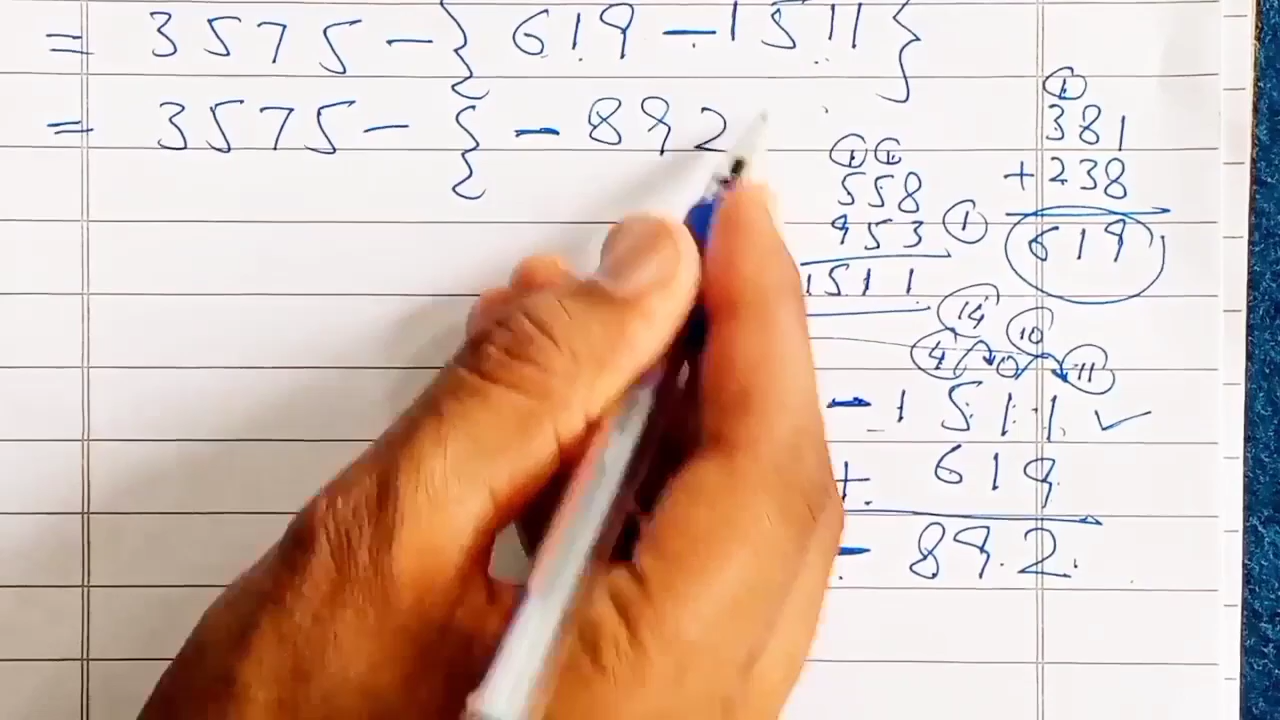 = 3575 - { 619 - 1511 }
= 3575 - { - 892
1
381
+ 238
619
1 1
558
953 1
1511
14 10
4 0 11
- 1511 ✓
+ 619
- 892